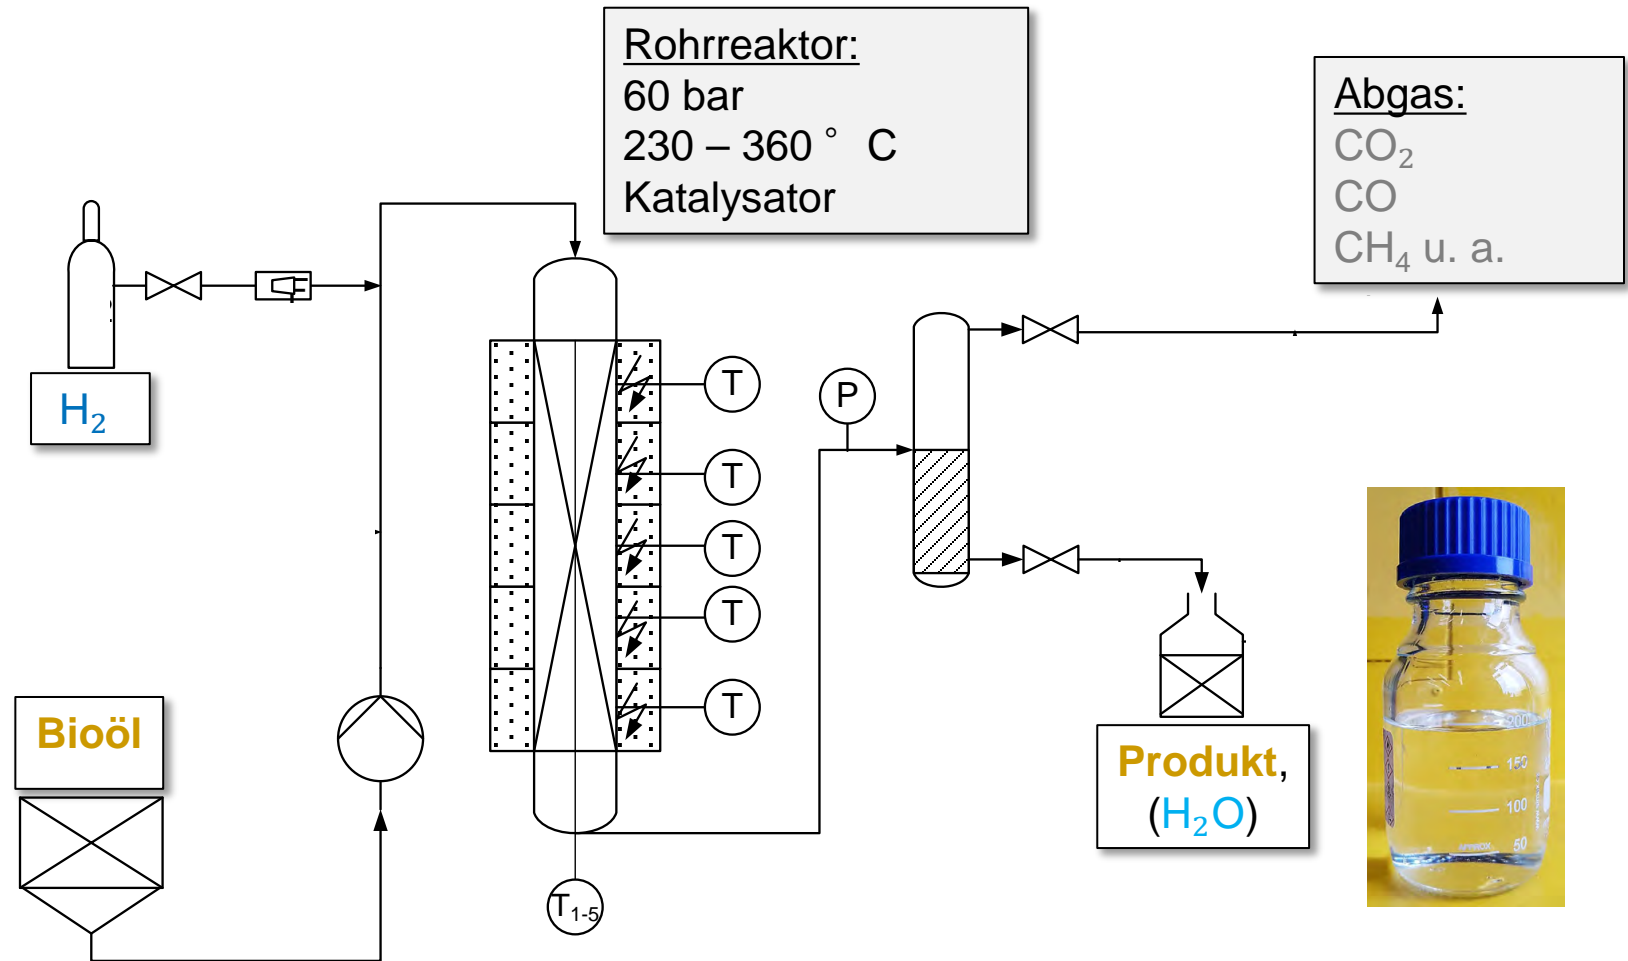 Rohrreaktor:
60 bar
230 – 360 ° C
Katalysator
Abgas:
CO₂
CO
CH₄ u. a.
H₂
T
T
T
T
T
T₁₋₅
P
Bioöl
Produkt,
(H₂O)
200
150
100
APPROX 50